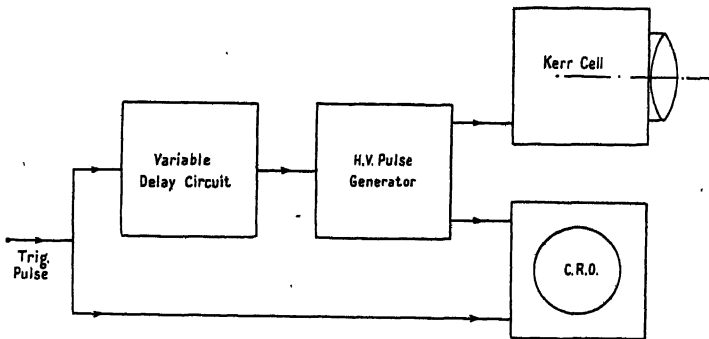 Kerr Cell
Variable
Delay Circuit
H.V. Pulse
Generator
Trig.
Pulse
C.R.O.